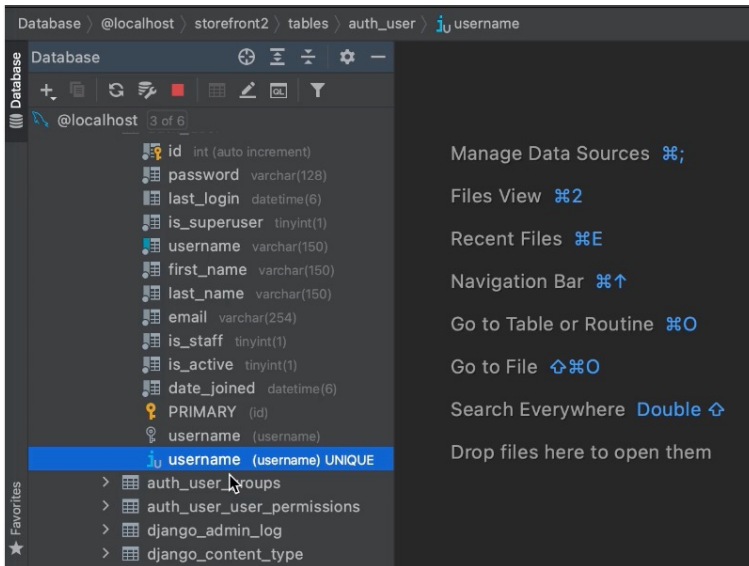 Database 〉 @localhost 〉 storefront2 〉 tables 〉 auth_user 〉 username
Database
Database
@localhost 3 of 6
id int (auto increment)
password varchar(128)
last_login datetime(6)
is_superuser tinyint(1)
username varchar(150)
first_name varchar(150)
last_name varchar(150)
email varchar(254)
is_staff tinyint(1)
is_active tinyint(1)
date_joined datetime(6)
PRIMARY (id)
username (username)
username (username) UNIQUE
auth_user_groups
auth_user_user_permissions
django_admin_log
django_content_type
Favorites
Manage Data Sources ⌘;
Files View ⌘2
Recent Files ⌘E
Navigation Bar ⌘↑
Go to Table or Routine ⌘O
Go to File ⇧⌘O
Search Everywhere Double ⇧
Drop files here to open them